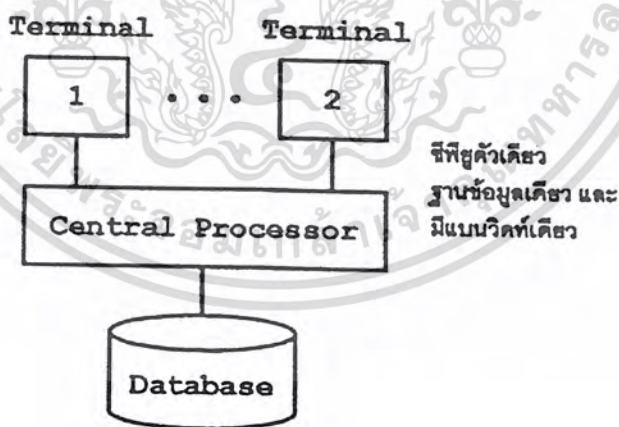 Terminal Terminal
1 ... 2
ซีพียูตัวเดียว
ฐานข้อมูลเดียว และ
มีแบนวิดท์เดียว
Central Processor
Database